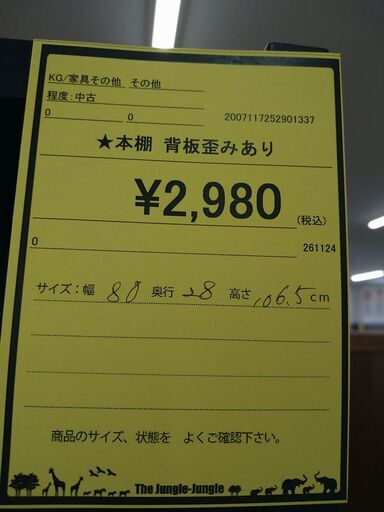 KG/家具その他 その他
程度:中古
0 0 2007117252901337
★本棚 背板歪みあり
¥2,980 (税込)
0 261124
サイズ:幅 80 奥行 28 高さ 106.5cm
商品のサイズ、状態を よくご確認下さい。
The Jungle-Jungle